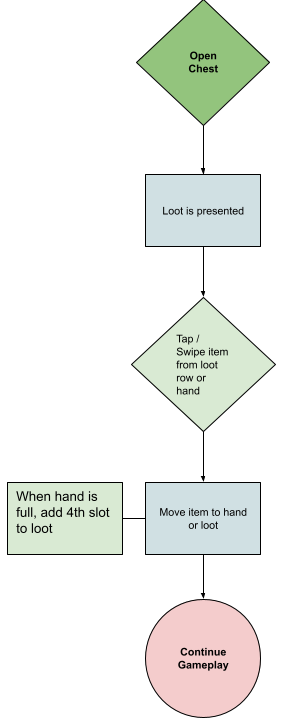 Open
Chest
Loot is presented
Tap /
Swipe item
from loot
row or
hand
When hand is
full, add 4th slot
to loot
Move item to hand
or loot
Continue
Gameplay